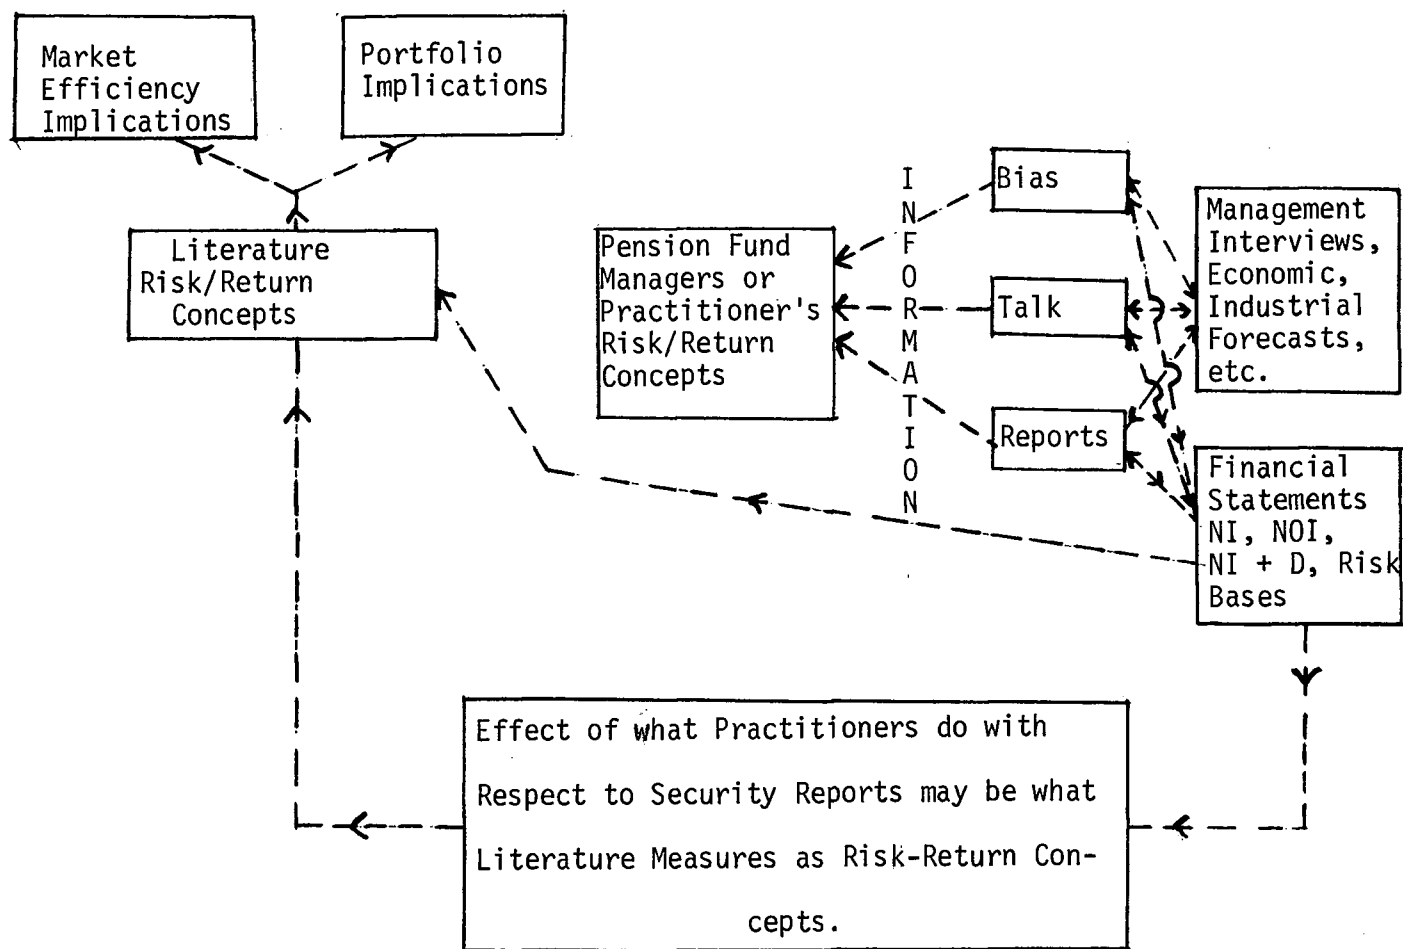 Market
Efficiency
Implications
Portfolio
Implications
Literature
Risk/Return
Concepts
Pension Fund
Managers or
Practitioner's
Risk/Return
Concepts
INFORMATION
Bias
Talk
Reports
Management
Interviews,
Economic,
Industrial
Forecasts,
etc.
Financial
Statements
NI, NOI,
NI + D, Risk
Bases
Effect of what Practitioners do with
Respect to Security Reports may be what
Literature Measures as Risk-Return Con-
cepts.